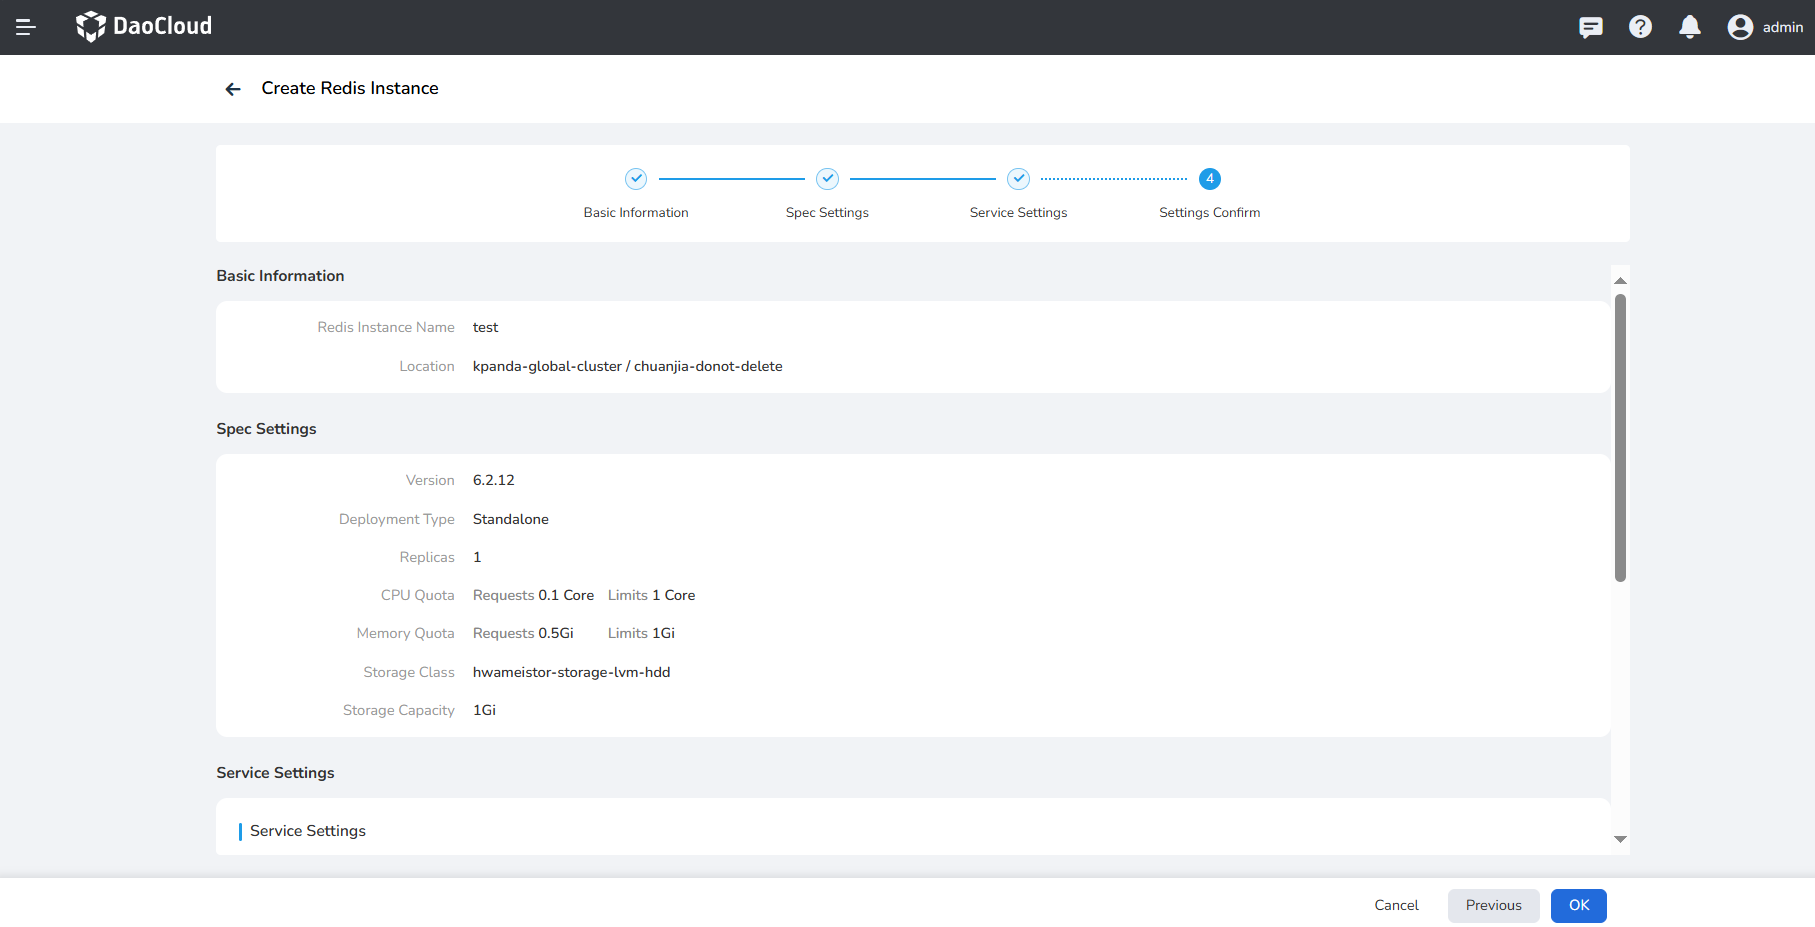 DaoCloud
admin
Create Redis Instance
4
Basic Information
Spec Settings
Service Settings
Settings Confirm
Basic Information
Redis Instance Name test
Location kpanda-global-cluster / chuanjia-donot-delete
Spec Settings
Version 6.2.12
Deployment Type Standalone
Replicas 1
CPU Quota Requests 0.1 Core Limits 1 Core
Memory Quota Requests 0.5Gi Limits 1Gi
Storage Class hwameistor-storage-lvm-hdd
Storage Capacity 1Gi
Service Settings
Service Settings
Cancel
Previous
OK